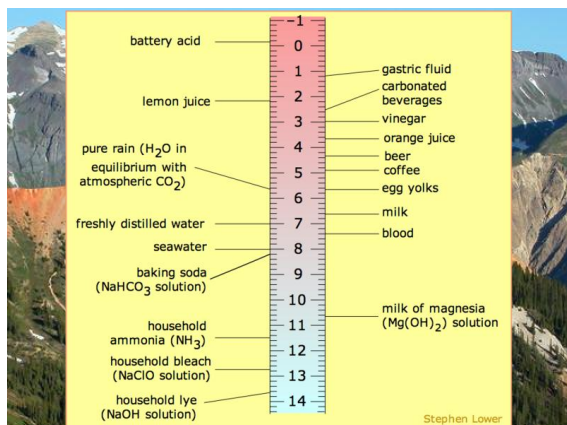 battery acid
lemon juice
pure rain (H₂O in
equilibrium with
atmospheric CO₂)
freshly distilled water
seawater
baking soda
(NaHCO₃ solution)
household
ammonia (NH₃)
household bleach
(NaClO solution)
household lye
(NaOH solution)
−1
0
1
2
3
4
5
6
7
8
9
10
11
12
13
14
gastric fluid
carbonated
beverages
vinegar
orange juice
beer
coffee
egg yolks
milk
blood
milk of magnesia
(Mg(OH)₂) solution
Stephen Lower